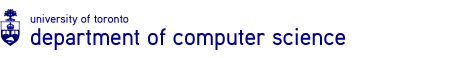 university of toronto
department of computer science